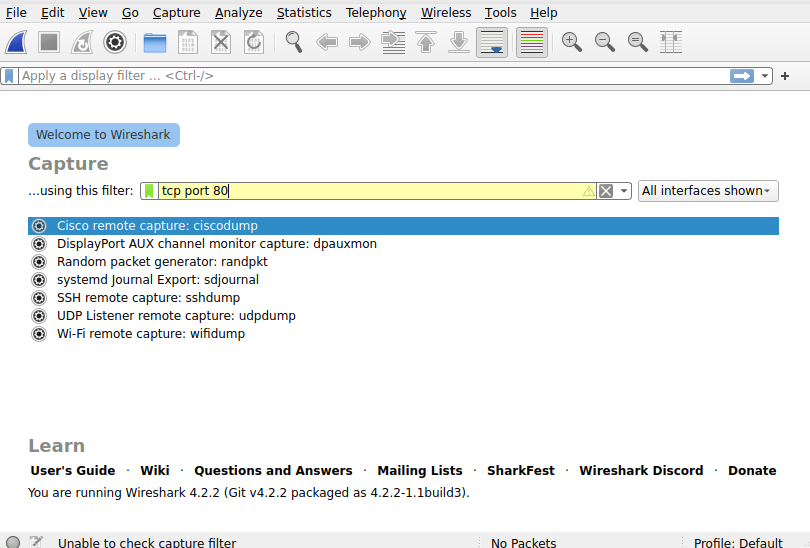 File Edit View Go Capture Analyze Statistics Telephony Wireless Tools Help
Apply a display filter ... <Ctrl-/>
Welcome to Wireshark
Capture
...using this filter: tcp port 80 All interfaces shown
Cisco remote capture: ciscodump
DisplayPort AUX channel monitor capture: dpauxmon
Random packet generator: randpkt
systemd Journal Export: sdjournal
SSH remote capture: sshdump
UDP Listener remote capture: udpdump
Wi-Fi remote capture: wifidump
Learn
User's Guide · Wiki · Questions and Answers · Mailing Lists · SharkFest · Wireshark Discord · Donate
You are running Wireshark 4.2.2 (Git v4.2.2 packaged as 4.2.2-1.1build3).
Unable to check capture filter No Packets Profile: Default